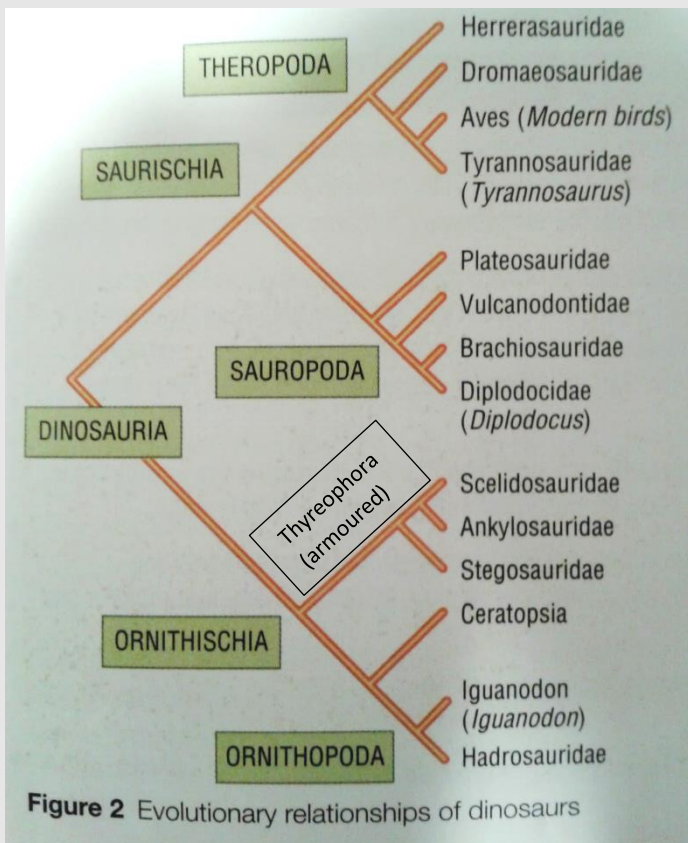 Herrerasauridae
THEROPODA
Dromaeosauridae
Aves (Modern birds)
SAURISCHIA
Tyrannosauridae
(Tyrannosaurus)
Plateosauridae
Vulcanodontidae
Brachiosauridae
SAUROPODA
Diplodocidae
(Diplodocus)
DINOSAURIA
Thyreophora
(armoured)
Scelidosauridae
Ankylosauridae
Stegosauridae
Ceratopsia
ORNITHISCHIA
Iguanodon
(Iguanodon)
ORNITHOPODA
Hadrosauridae
Figure 2 Evolutionary relationships of dinosaurs